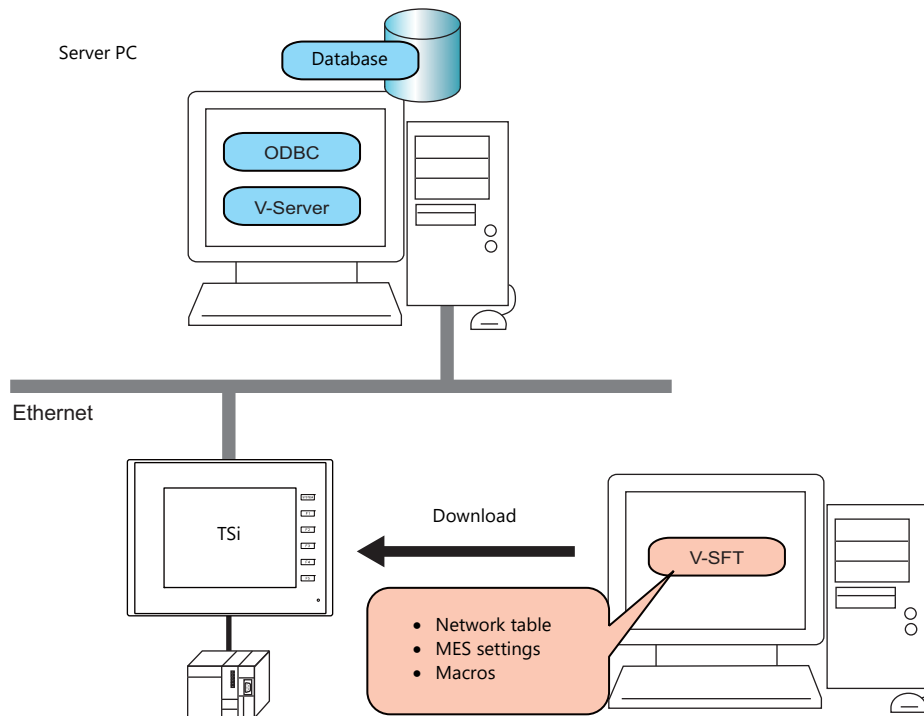 Server PC
Database
ODBC
V-Server
Ethernet
TSi
Download
V-SFT
• Network table
• MES settings
• Macros